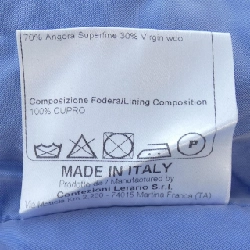 70% Angora Superfine 30% Virgin woo
Composizione Fodera/Lining Composition
100% CUPRO
MADE IN ITALY
Prodotto da / Manufactured by
Confezioni Lerario S.r.l.
74015 Martina Franca (TA)